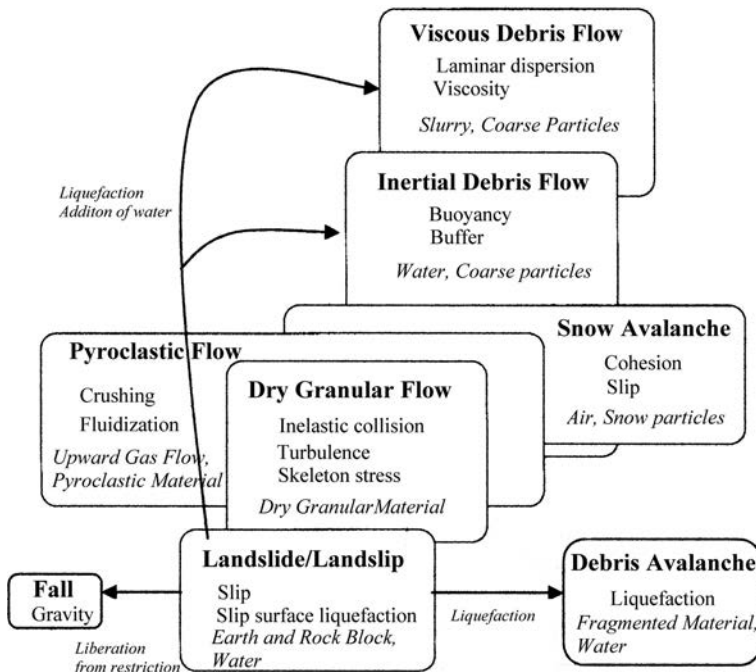 Viscous Debris Flow
Laminar dispersion
Viscosity
Slurry, Coarse Particles
Liquefaction
Additon of water
Inertial Debris Flow
Buoyancy
Buffer
Water, Coarse particles
Snow Avalanche
Cohesion
Slip
Air, Snow particles
Pyroclastic Flow
Crushing
Fluidization
Upward Gas Flow,
Pyroclastic Material
Dry Granular Flow
Inelastic collision
Turbulence
Skeleton stress
Dry GranularMaterial
Landslide/Landslip
Slip
Slip surface liquefaction
Earth and Rock Block,
Water
Fall
Gravity
Liberation
from restriction
Liquefaction
Debris Avalanche
Liquefaction
Fragmented Material,
Water